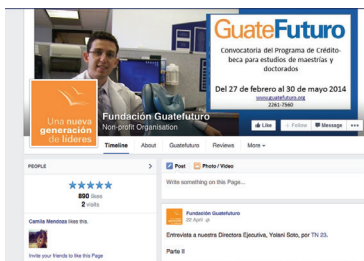 GuateFuturo
Convocatoria del Programa de Crédito-
beca para estudios de maestrías y
doctorados
Del 27 de febrero al 30 de mayo 2014
www.guatefuturo.org
2261-7560
Una nueva
generación
de líderes
Fundación Guatefuturo
Non-profit Organisation
Like
Follow
Message
Timeline
About
Guatefuturo
Reviews
More
PEOPLE
890 likes
2 visits
Camila Mendoza likes this.
Invite your friends to like this Page
Post
Photo / Video
Write something on this Page...
Fundación Guatefuturo
22 April
Entrevista a nuestra Directora Ejecutiva, Yolani Soto, por TN 23.
Parte II